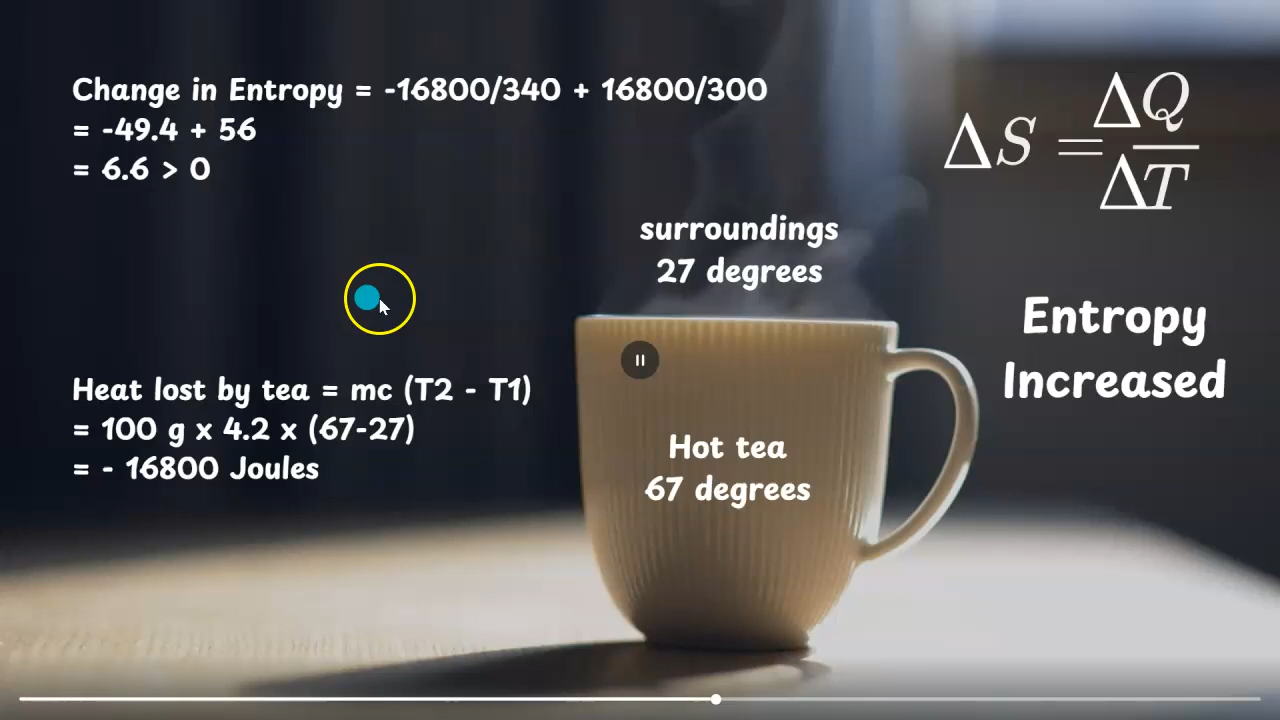 Change in Entropy = -16800/340 + 16800/300
= -49.4 + 56
= 6.6 > 0
ΔS = ΔQ/ΔT
surroundings
27 degrees
Entropy
Increased
Heat lost by tea = mc (T2 - T1)
= 100 g x 4.2 x (67-27)
= - 16800 Joules
Hot tea
67 degrees